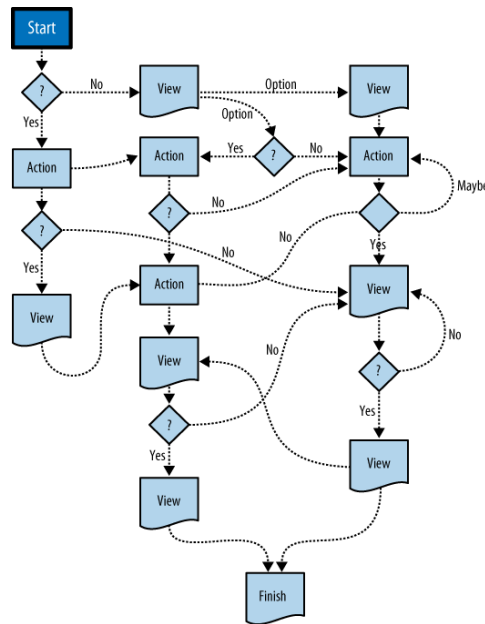 Start
?
No
View
Option
View
Option
Yes
Action
Action
Yes
?
No
Action
Maybe
?
?
No
No
Yes
No
Yes
View
Action
View
No
No
View
?
?
Yes
Yes
View
View
Finish